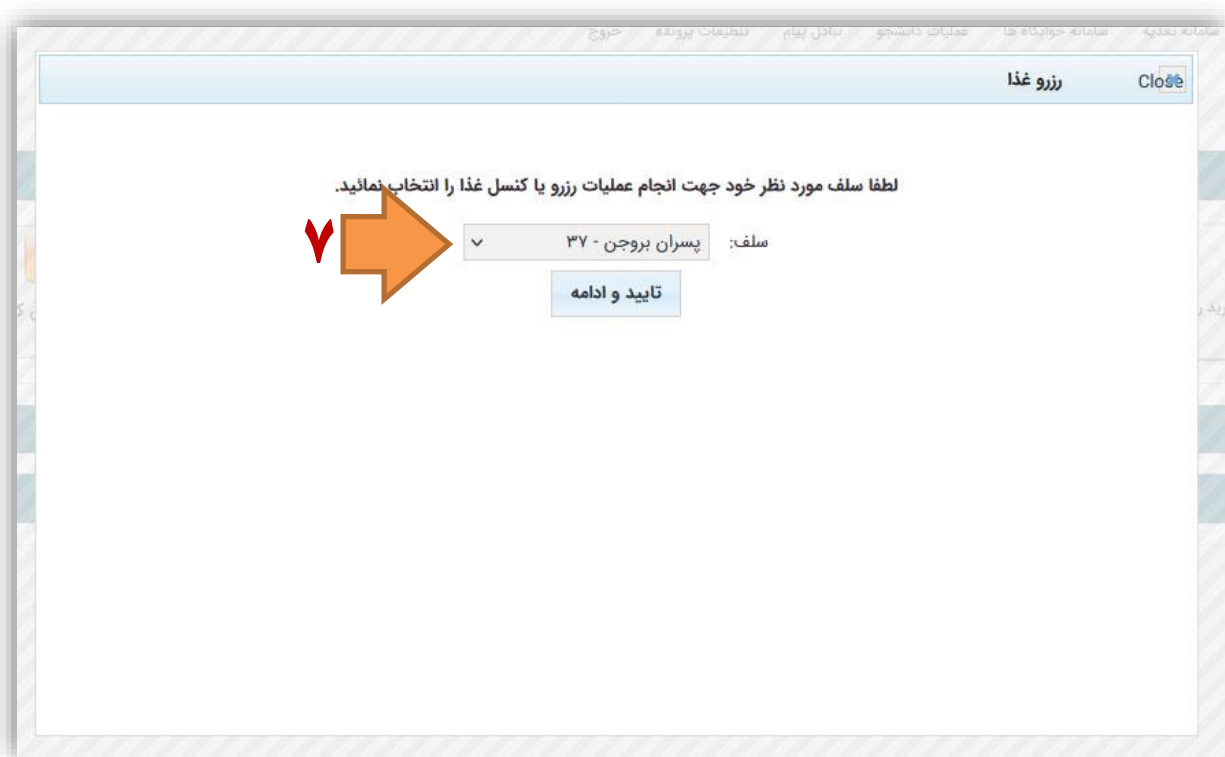 سامانه تغذیه سامانه خوابگاه ها عملیات دانشجو تبادل پیام تنظیمات پرونده خروج
Close رزرو غذا
لطفا سلف مورد نظر خود جهت انجام عملیات رزرو یا کنسل غذا را انتخاب نمائید.
سلف: پسران بروجن - ۳۷
۷
تایید و ادامه